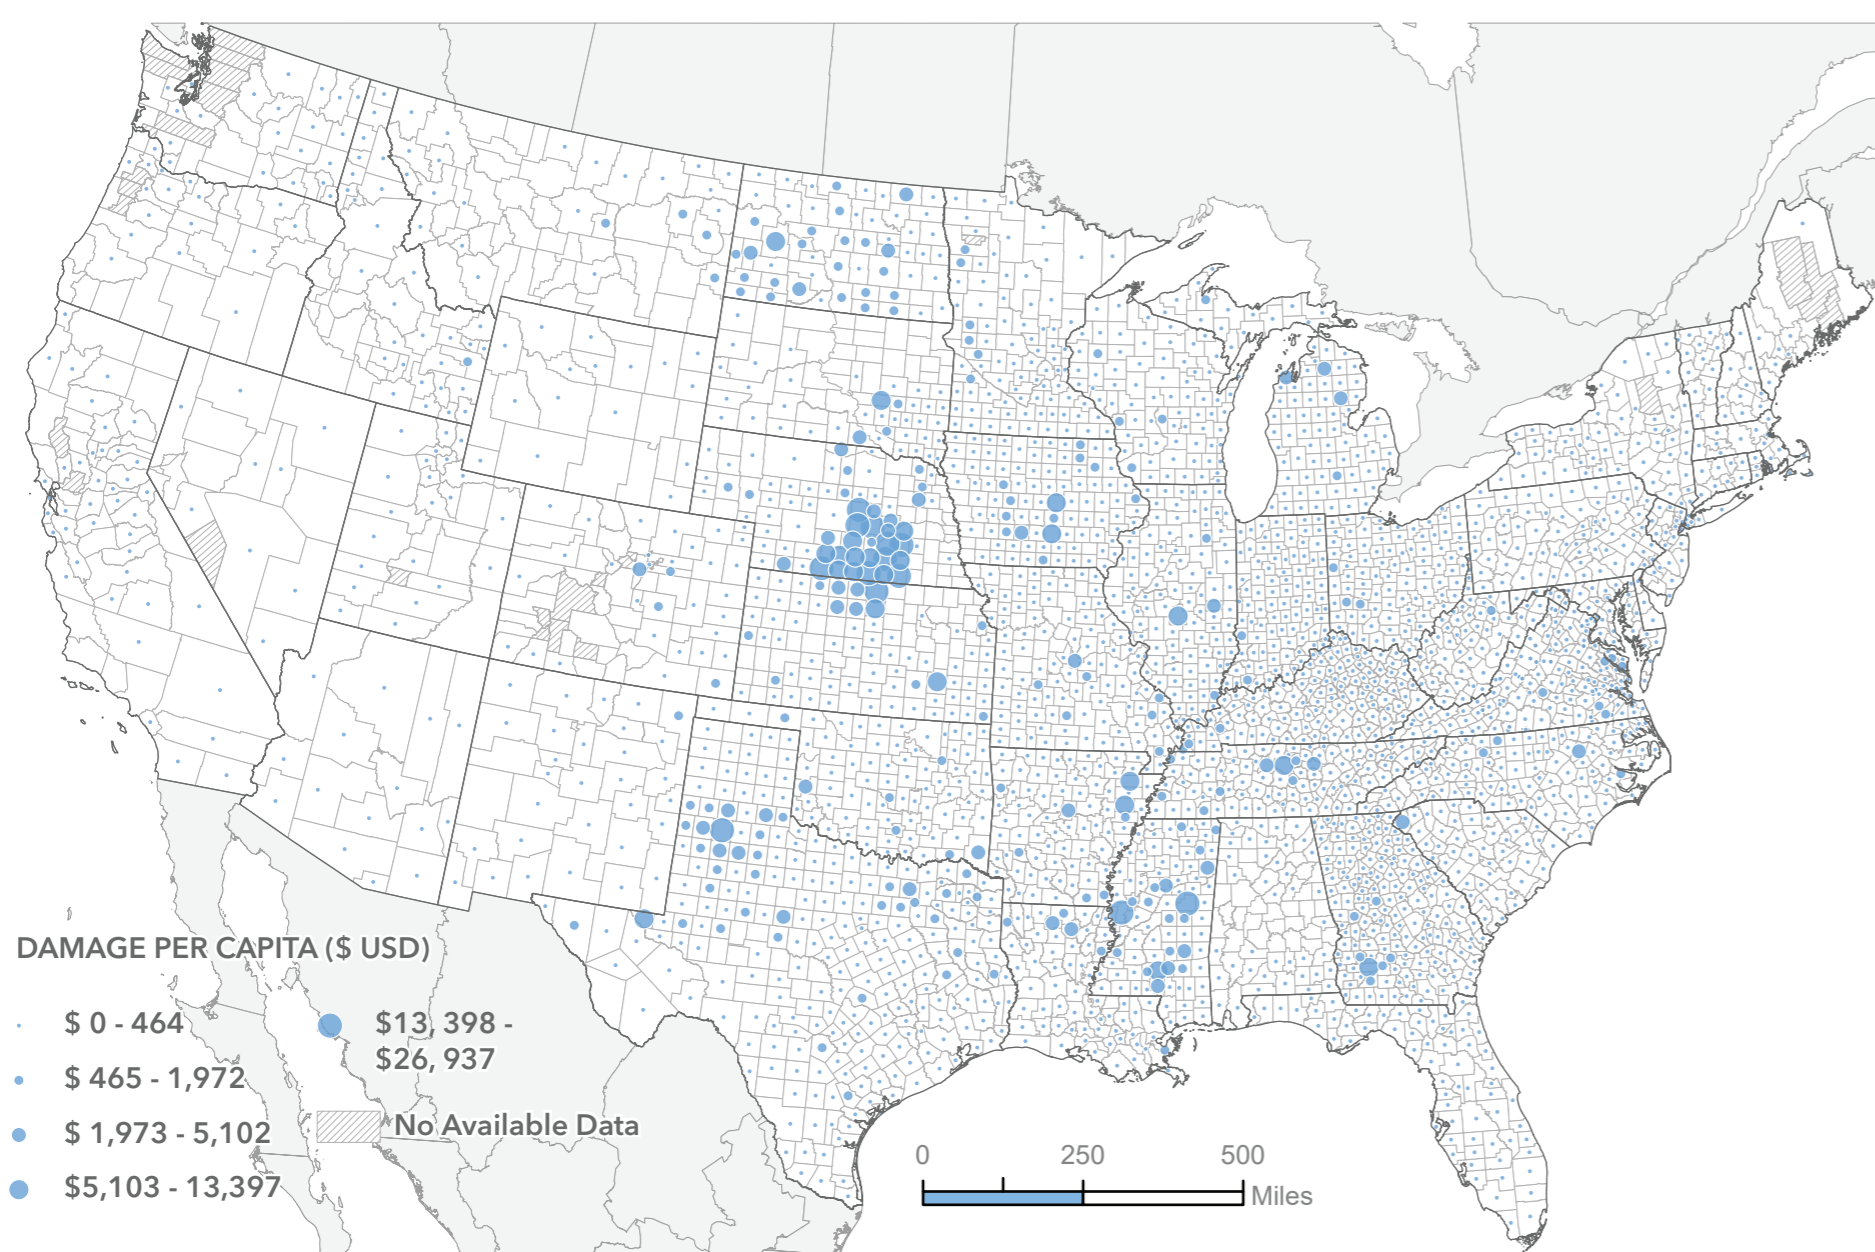 DAMAGE PER CAPITA ($ USD)
$ 0 - 464
$ 465 - 1,972
$ 1,973 - 5,102
$5,103 - 13,397
$13, 398 -
$26, 937
No Available Data
0 250 500
Miles